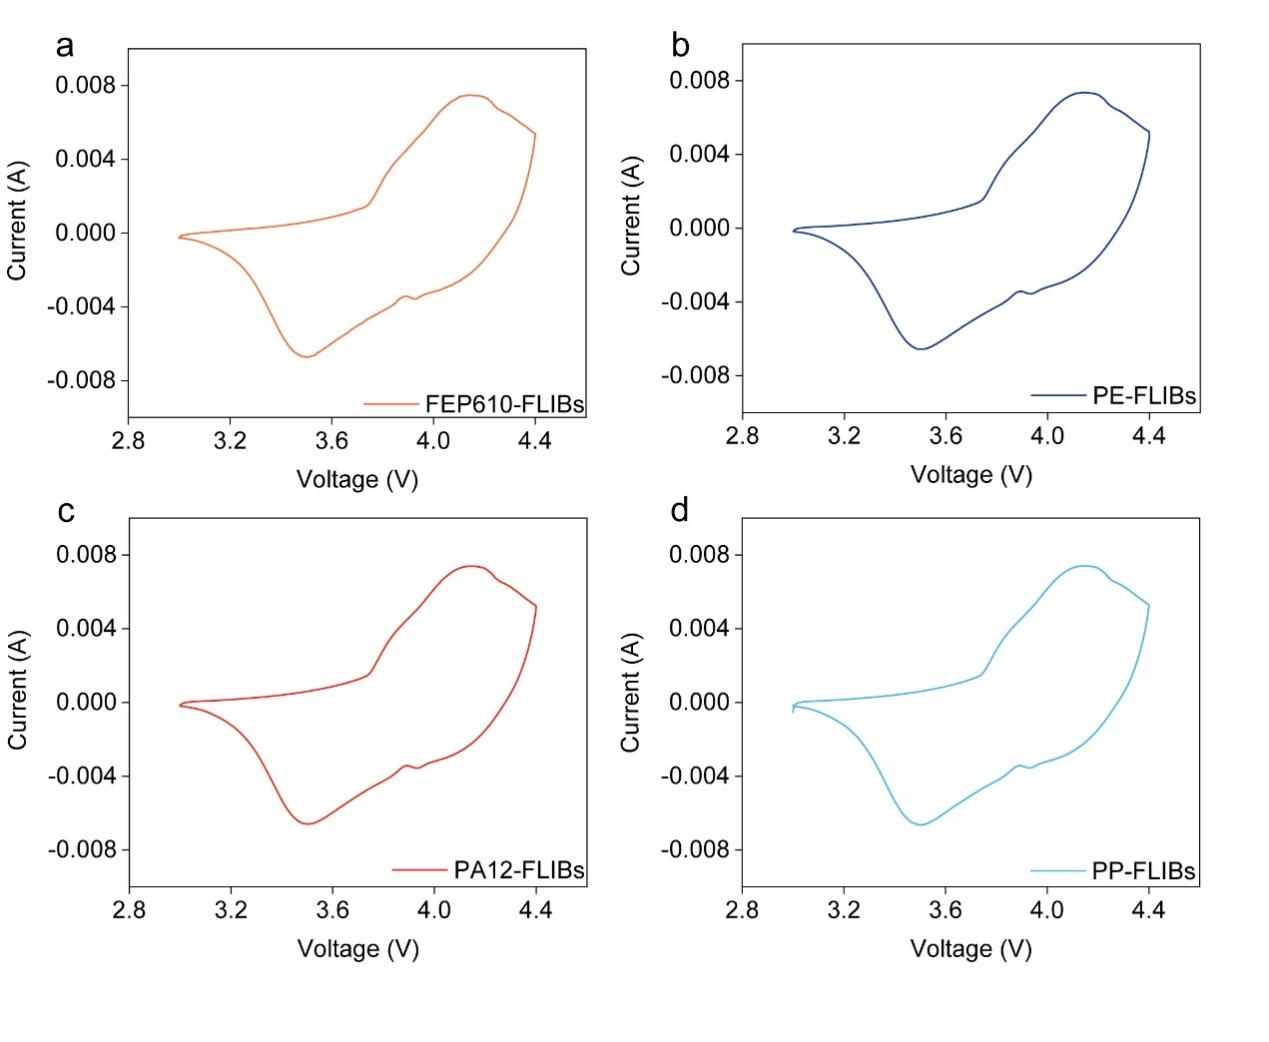 a
0.008
0.004
0.000
-0.004
-0.008
Current (A)
2.8 3.2 3.6 4.0 4.4
Voltage (V)
FEP610-FLIBs
b
0.008
0.004
0.000
-0.004
-0.008
Current (A)
2.8 3.2 3.6 4.0 4.4
Voltage (V)
PE-FLIBs
c
0.008
0.004
0.000
-0.004
-0.008
Current (A)
2.8 3.2 3.6 4.0 4.4
Voltage (V)
PA12-FLIBs
d
0.008
0.004
0.000
-0.004
-0.008
Current (A)
2.8 3.2 3.6 4.0 4.4
Voltage (V)
PP-FLIBs